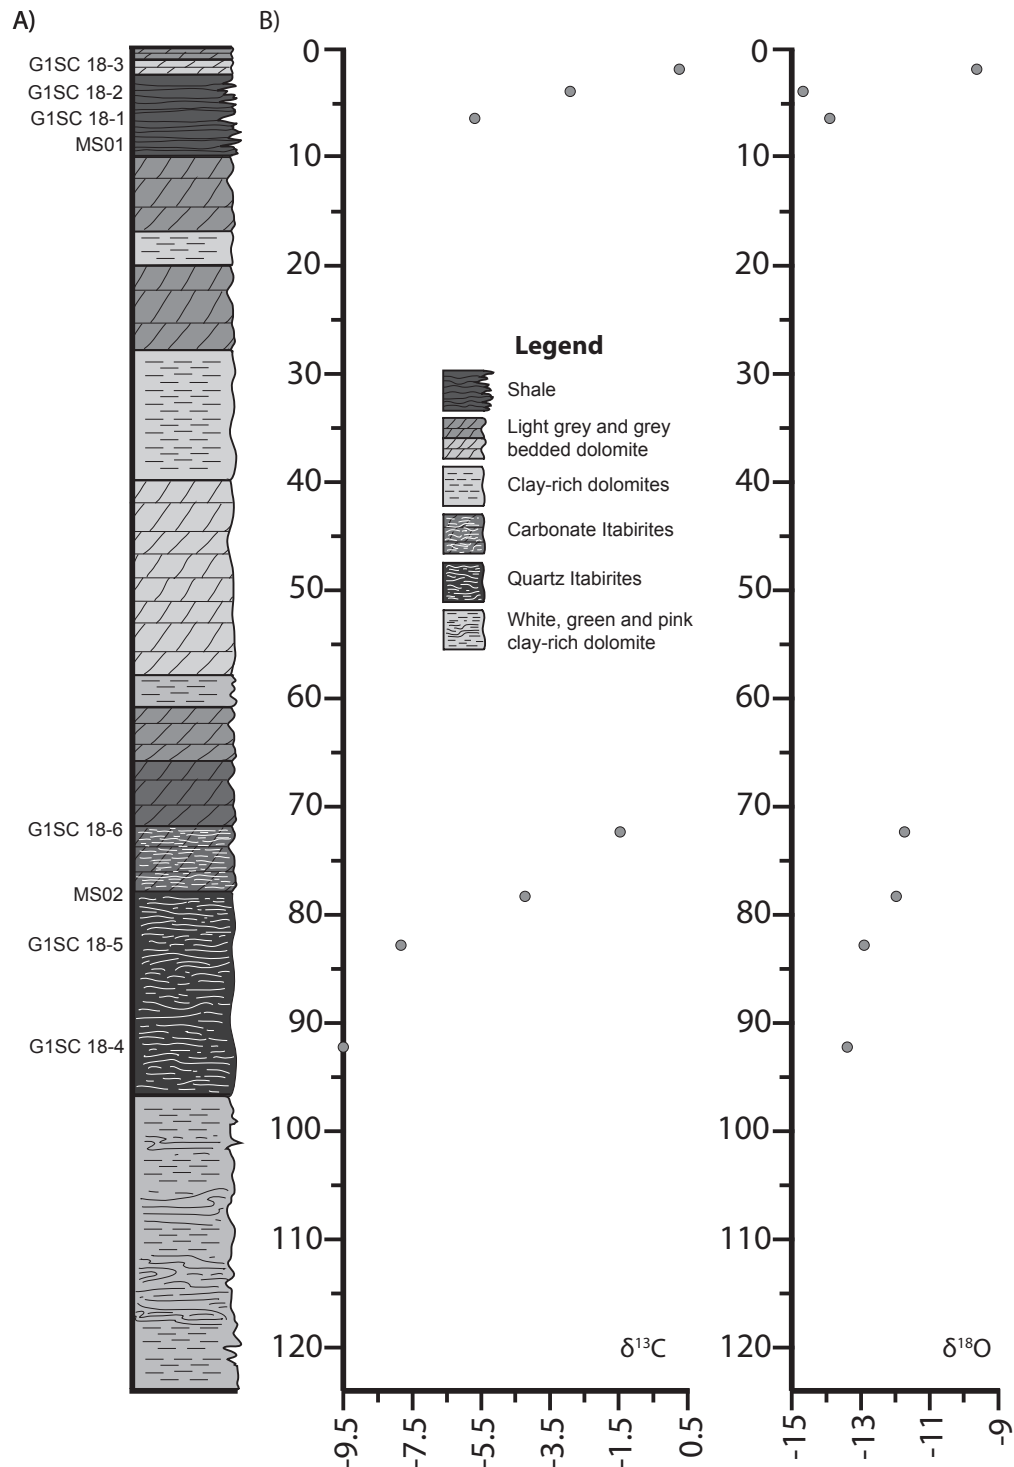 A)
B)
G1SC 18-3
G1SC 18-2
G1SC 18-1
MS01
G1SC 18-6
MS02
G1SC 18-5
G1SC 18-4
0
10
20
30
40
50
60
70
80
90
100
110
120
Legend
Shale
Light grey and grey
bedded dolomite
Clay-rich dolomites
Carbonate Itabirites
Quartz Itabirites
White, green and pink
clay-rich dolomite
δ¹³C
-9.5
-7.5
-5.5
-3.5
-1.5
0.5
0
10
20
30
40
50
60
70
80
90
100
110
120
δ¹⁸O
-15
-13
-11
-9